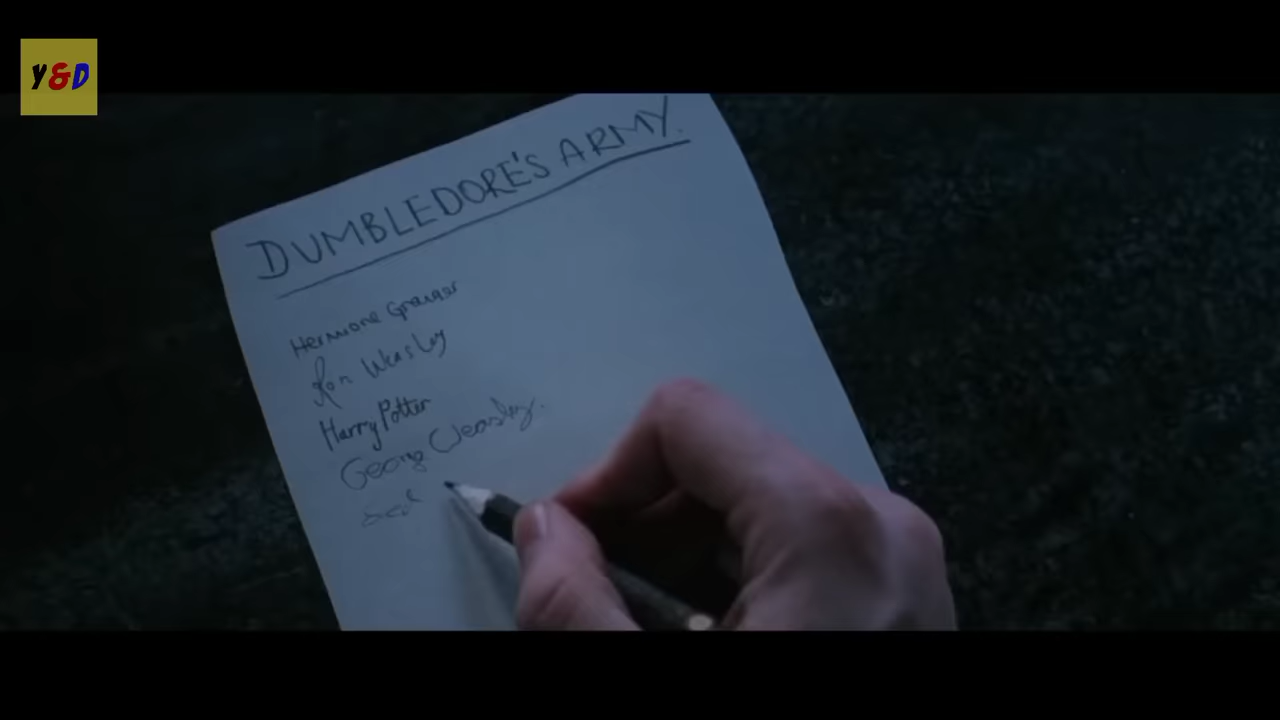 Y&D
DUMBLEDORE'S ARMY.
Hermione Granger
Ron Weasley
Harry Potter
George Weasley.